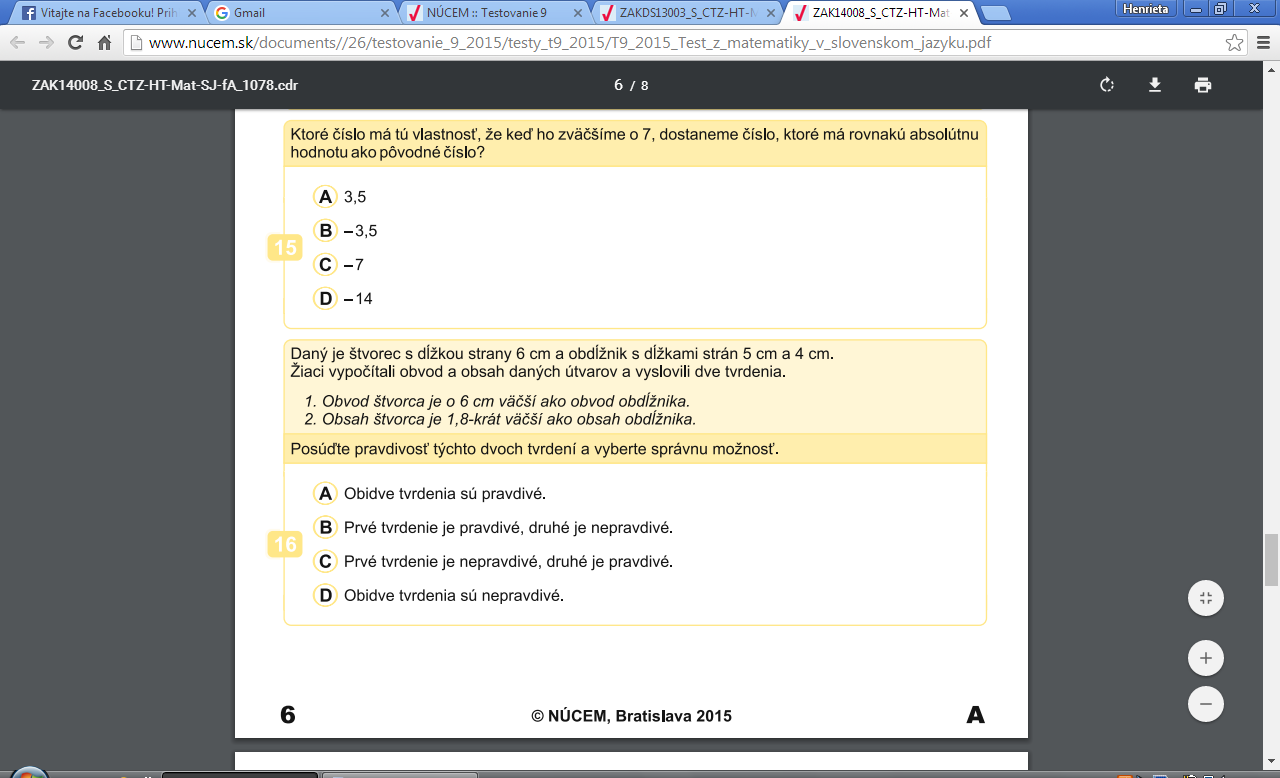 Vitajte na Facebooku! Prih
Gmail
NÚCEM :: Testovanie 9
ZAKDS13003_S_CTZ-HT-M
ZAK14008_S_CTZ-HT-Mat
Henrieta
www.nucem.sk/documents//26/testovanie_9_2015/testy_t9_2015/T9_2015_Test_z_matematiky_v_slovenskom_jazyku.pdf
ZAK14008_S_CTZ-HT-Mat-SJ-fA_1078.cdr
6 / 8
Ktoré číslo má tú vlastnosť, že keď ho zväčšíme o 7, dostaneme číslo, ktoré má rovnakú absolútnu
hodnotu ako pôvodné číslo?
A 3,5
B –3,5
15
C –7
D –14
Daný je štvorec s dĺžkou strany 6 cm a obdĺžnik s dĺžkami strán 5 cm a 4 cm.
Žiaci vypočítali obvod a obsah daných útvarov a vyslovili dve tvrdenia.
1. Obvod štvorca je o 6 cm väčší ako obvod obdĺžnika.
2. Obsah štvorca je 1,8-krát väčší ako obsah obdĺžnika.
Posúďte pravdivosť týchto dvoch tvrdení a vyberte správnu možnosť.
A Obidve tvrdenia sú pravdivé.
B Prvé tvrdenie je pravdivé, druhé je nepravdivé.
16
C Prvé tvrdenie je nepravdivé, druhé je pravdivé.
D Obidve tvrdenia sú nepravdivé.
6
© NÚCEM, Bratislava 2015
A